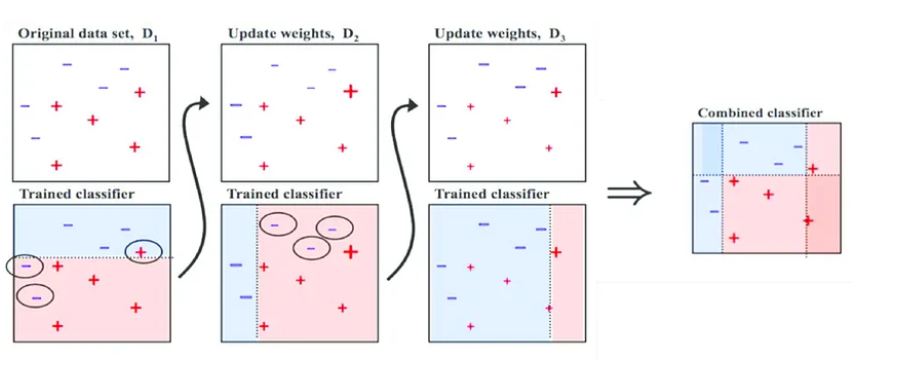 Original data set, D₁
Update weights, D₂
Update weights, D₃
Combined classifier
Trained classifier
Trained classifier
Trained classifier